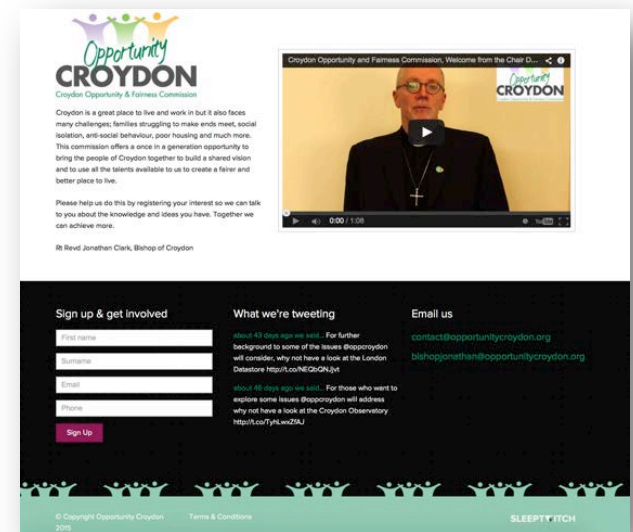 Opportunity
CROYDON
Croydon Opportunity & Fairness Commission
Croydon is a great place to live and work in but it also faces
many challenges; families struggling to make ends meet, social
isolation, anti-social behaviour, poor housing and much more.
This commission offers a once in a generation opportunity to
bring the people of Croydon together to build a shared vision
and to use all the talents available to us to create a fairer and
better place to live.
Please help us do this by registering your interest so we can talk
to you about the knowledge and ideas you have. Together we
can achieve more.
Rt Revd Jonathan Clark, Bishop of Croydon
Croydon Opportunity and Fairness Commission, Welcome from the Chair D...
Opportunity
CROYDON
0:00 / 1:08
YouTube
Sign up & get involved
First name
Surname
Email
Phone
Sign Up
What we're tweeting
about 43 days ago we said... For further
background to some of the issues @oppcroydon
will consider, why not have a look at the London
Datastore http://t.co/NEQbQNJjvt
about 46 days ago we said... For those who want to
explore some issues @oppcroydon will address
why not have a look at the Croydon Observatory
http://t.co/TyhLwxZfAJ
Email us
contact@opportunitycroydon.org
bishopjonathan@opportunitycroydon.org
© Copyright Opportunity Croydon
2015
Terms & Conditions
SLEEPTWITCH